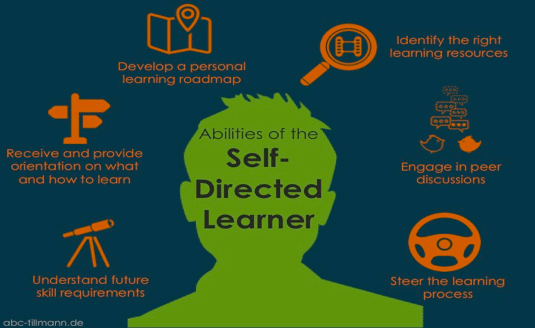 Develop a personal
learning roadmap
Identify the right
learning resources
Receive and provide
orientation on what
and how to learn
Abilities of the
Self-
Directed
Learner
Engage in peer
discussions
Understand future
skill requirements
Steer the learning
process
abc-tillmann.de